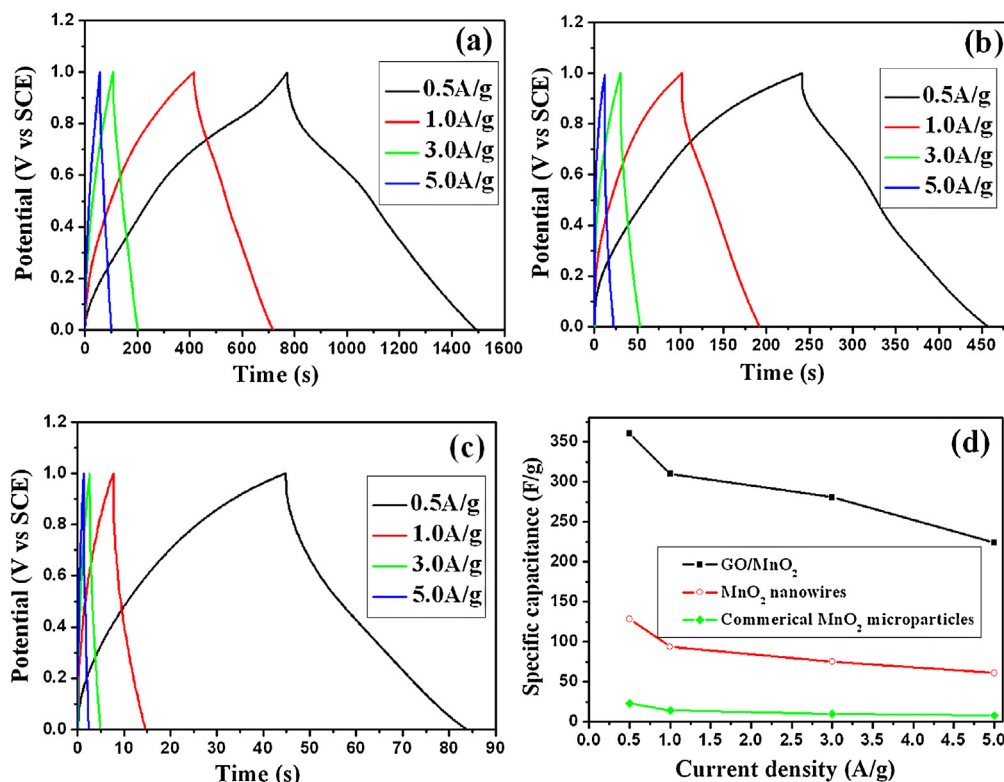 (a)
1.2
1.0
0.8
0.6
0.4
0.2
0.0
Potential (V vs SCE)
0.5A/g
1.0A/g
3.0A/g
5.0A/g
0 200 400 600 800 1000 1200 1400 1600
Time (s)
(b)
1.2
1.0
0.8
0.6
0.4
0.2
0.0
Potential (V vs SCE)
0.5A/g
1.0A/g
3.0A/g
5.0A/g
0 50 100 150 200 250 300 350 400 450
Time (s)
(c)
1.2
1.0
0.8
0.6
0.4
0.2
0.0
Potential (V vs SCE)
0.5A/g
1.0A/g
3.0A/g
5.0A/g
0 10 20 30 40 50 60 70 80 90
Time (s)
(d)
350
300
250
200
150
100
50
0
Specific capacitance (F/g)
GO/MnO₂
MnO₂ nanowires
Commerical MnO₂ microparticles
0.0 0.5 1.0 1.5 2.0 2.5 3.0 3.5 4.0 4.5 5.0
Current density (A/g)